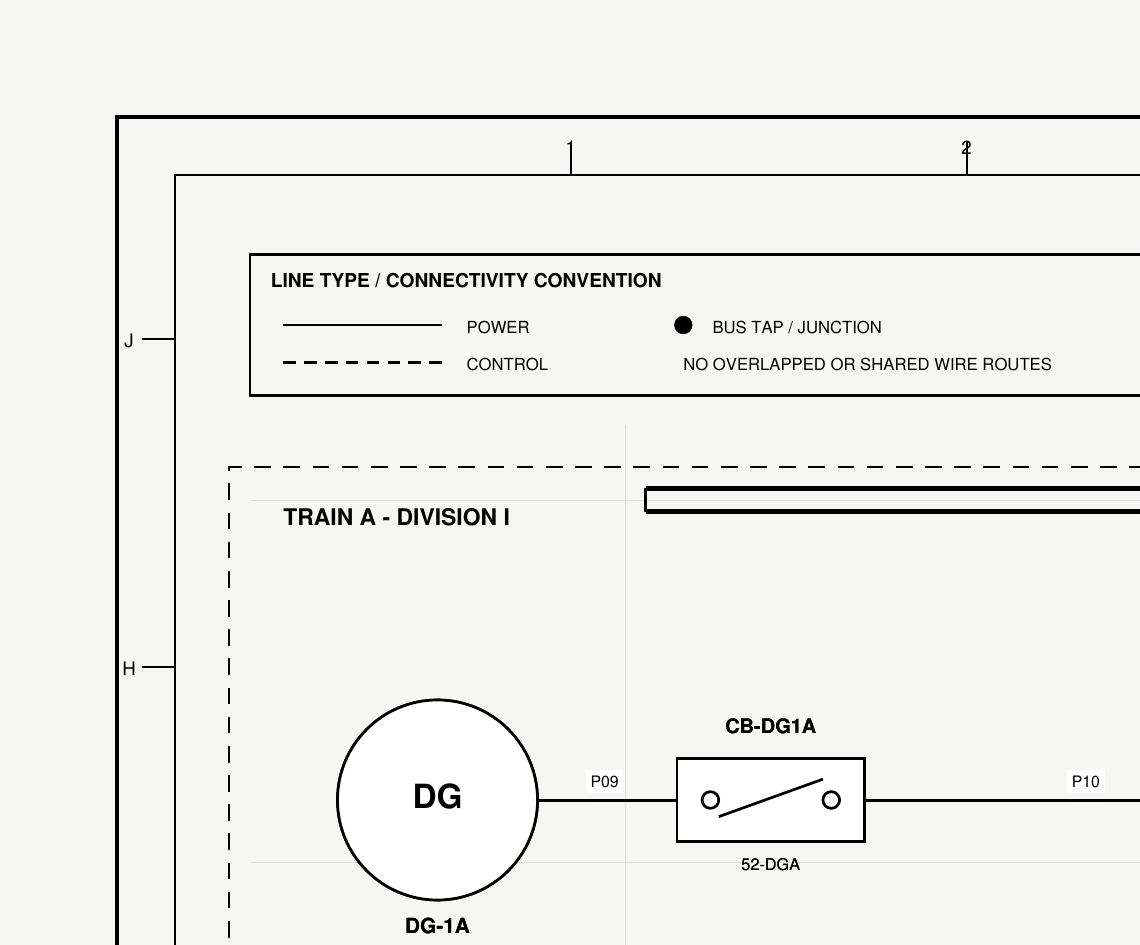 1
2
LINE TYPE / CONNECTIVITY CONVENTION
POWER
BUS TAP / JUNCTION
J
CONTROL
NO OVERLAPPED OR SHARED WIRE ROUTES
TRAIN A - DIVISION I
H
CB-DG1A
P09
P10
DG
52-DGA
DG-1A